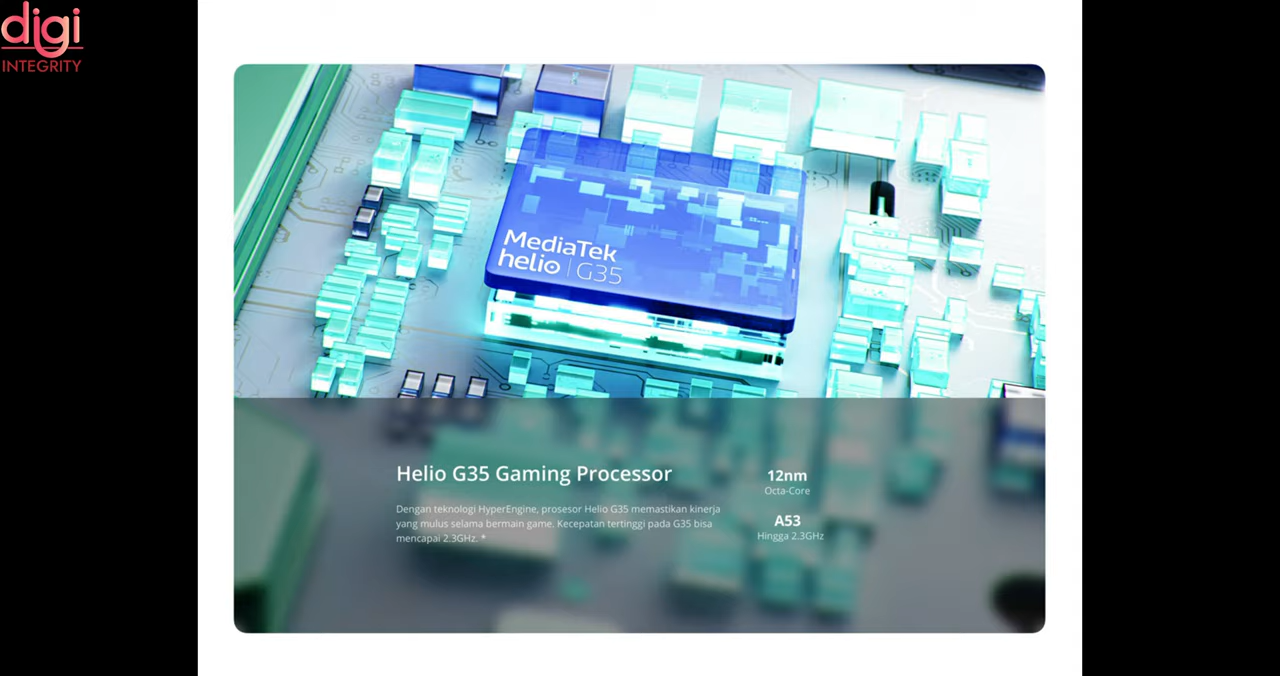 digi
INTEGRITY
MediaTek
helio G35
Helio G35 Gaming Processor
Dengan teknologi HyperEngine, prosesor Helio G35 memastikan kinerja
yang mulus selama bermain game. Kecepatan tertinggi pada G35 bisa
mencapai 2.3GHz. *
12nm
Octa-Core
A53
Hingga 2.3GHz